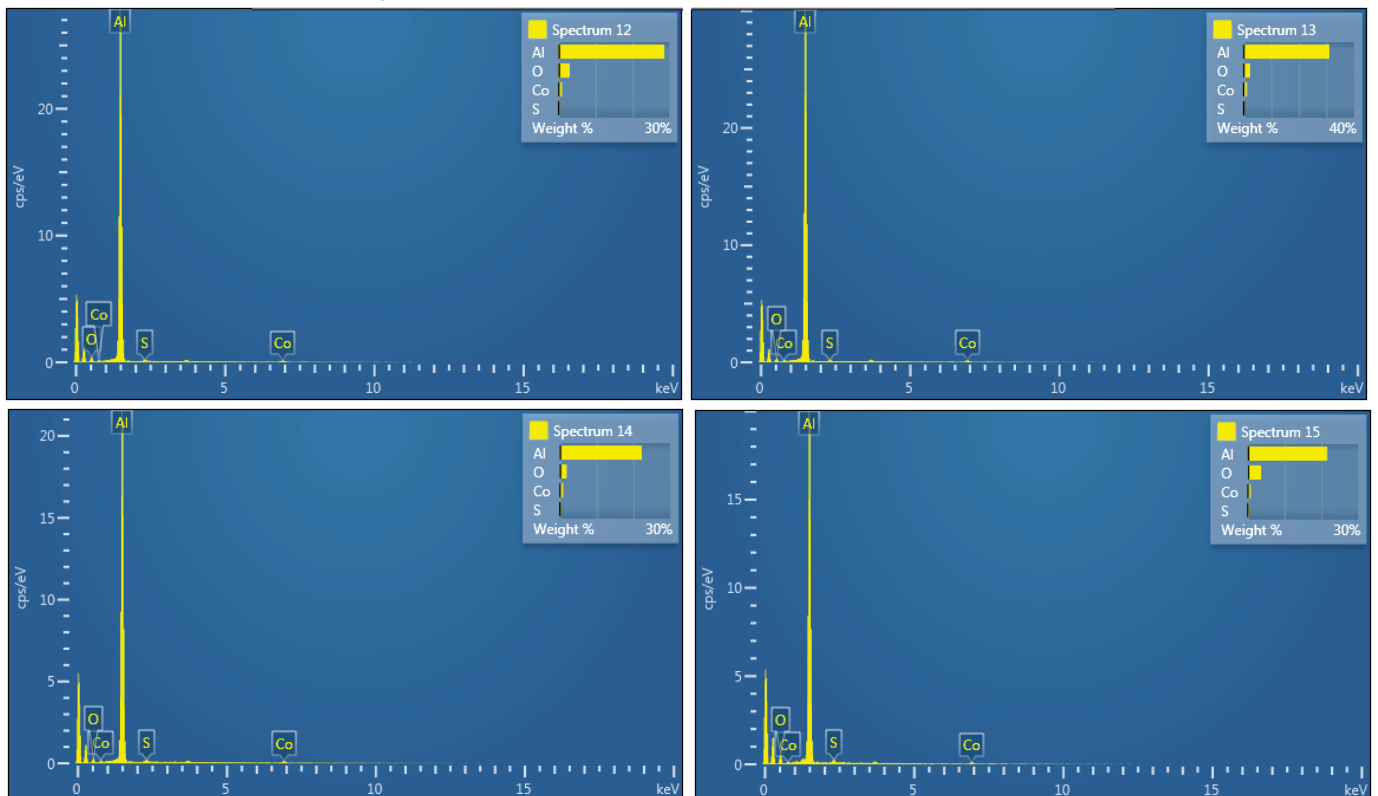 Al
Spectrum 12
Al
O
Co
S
Weight % 30%
20
10
0
cps/eV
Co
O
S
Co
0 5 10 15 keV
Al
Spectrum 13
Al
O
Co
S
Weight % 40%
20
10
0
cps/eV
O
Co
S
Co
0 5 10 15 keV
Al
Spectrum 14
Al
O
Co
S
Weight % 30%
20
15
10
5
0
cps/eV
O
Co
S
Co
0 5 10 15 keV
Al
Spectrum 15
Al
O
Co
S
Weight % 30%
15
10
5
0
cps/eV
O
Co
S
Co
0 5 10 15 keV